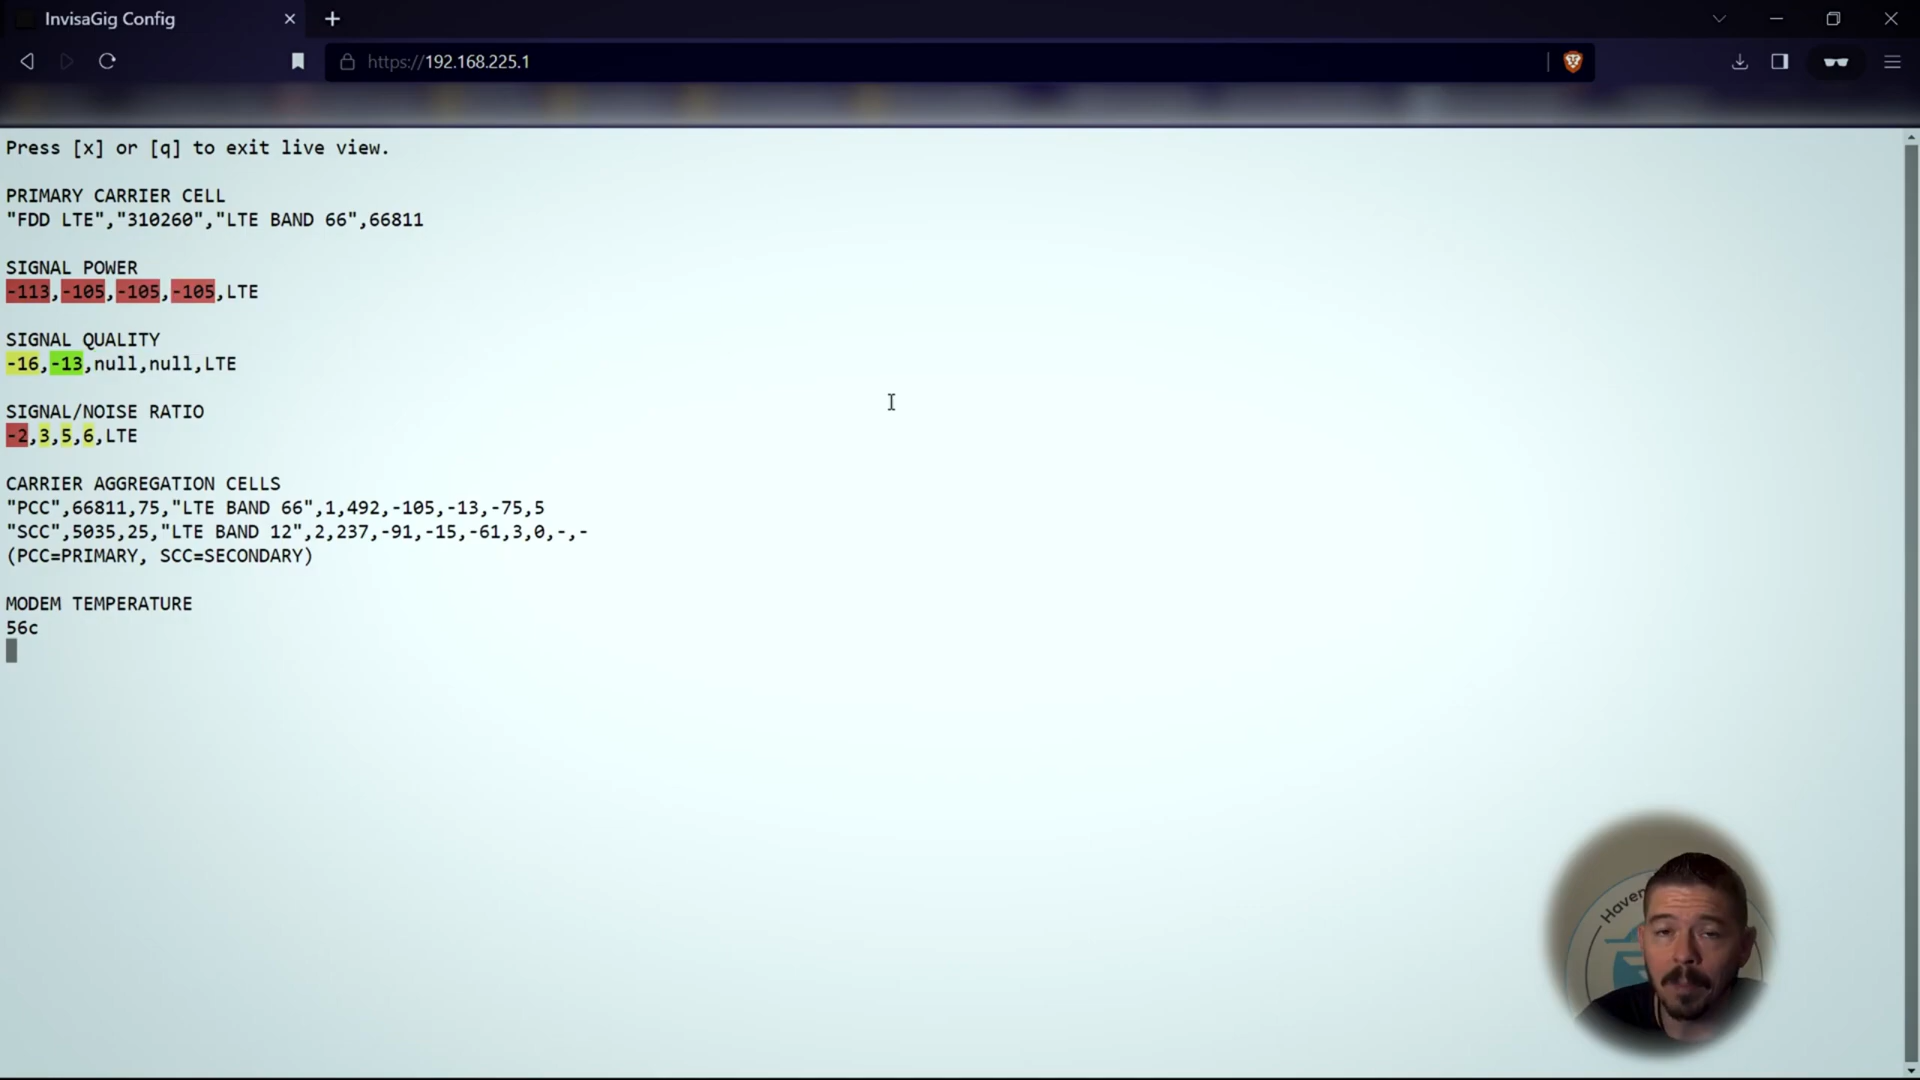 InvisaGig Config
https://192.168.225.1
Press [x] or [q] to exit live view.
PRIMARY CARRIER CELL
"FDD LTE","310260","LTE BAND 66",66811
SIGNAL POWER
-113,-105,-105,-105,LTE
SIGNAL QUALITY
-16,-13,null,null,LTE
SIGNAL/NOISE RATIO
-2,3,5,6,LTE
CARRIER AGGREGATION CELLS
"PCC",66811,75,"LTE BAND 66",1,492,-105,-13,-75,5
"SCC",5035,25,"LTE BAND 12",2,237,-91,-15,-61,3,0,-,-
(PCC=PRIMARY, SCC=SECONDARY)
MODEM TEMPERATURE
56c
Haven